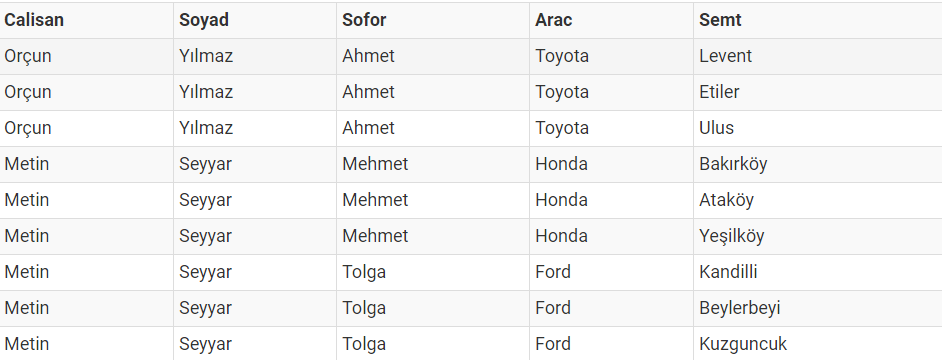 Calisan Soyad Sofor Arac Semt
Orçun Yılmaz Ahmet Toyota Levent
Orçun Yılmaz Ahmet Toyota Etiler
Orçun Yılmaz Ahmet Toyota Ulus
Metin Seyyar Mehmet Honda Bakırköy
Metin Seyyar Mehmet Honda Ataköy
Metin Seyyar Mehmet Honda Yeşilköy
Metin Seyyar Tolga Ford Kandilli
Metin Seyyar Tolga Ford Beylerbeyi
Metin Seyyar Tolga Ford Kuzguncuk